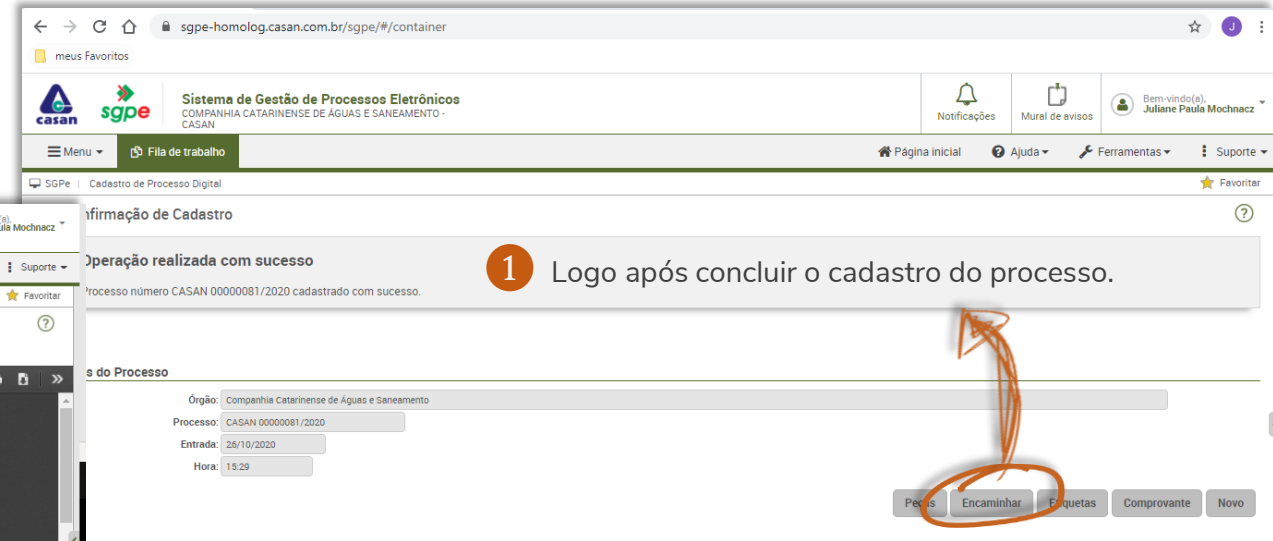 sgpe-homolog.casan.com.br/sgpe/#/container
J
meus Favoritos
casan
sgpe
Sistema de Gestão de Processos Eletrônicos
COMPANHIA CATARINENSE DE ÁGUAS E SANEAMENTO -
CASAN
Notificações
Mural de avisos
Bem-vindo(a),
Juliane Paula Mochnacz
Menu
Fila de trabalho
Página inicial
Ajuda
Ferramentas
Suporte
SGPe | Cadastro de Processo Digital
Favoritar
nfirmação de Cadastro
Operação realizada com sucesso
Processo número CASAN 00000081/2020 cadastrado com sucesso.
1 Logo após concluir o cadastro do processo.
Mochnacz
Suporte
Favoritar
s do Processo
Órgão: Companhia Catarinense de Águas e Saneamento
Processo: CASAN 00000081/2020
Entrada: 26/10/2020
Hora: 15:29
Peças
Encaminhar
Etiquetas
Comprovante
Novo